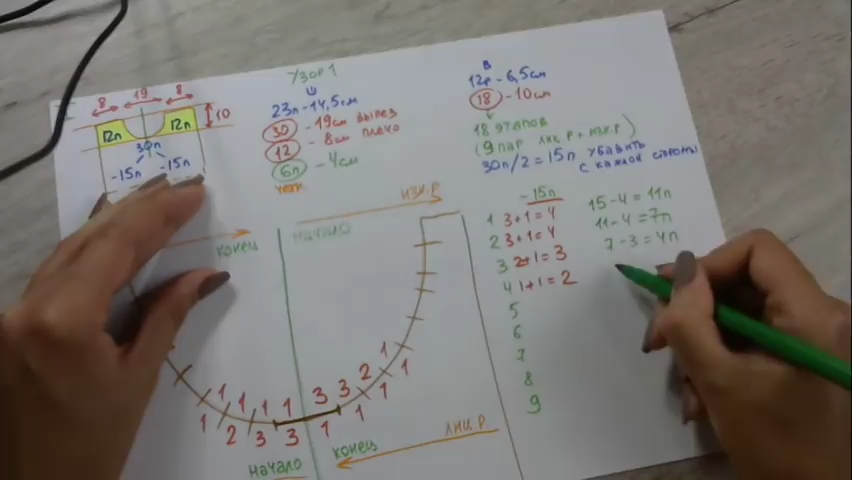 8 19 8
10
12п 12п
30п
-15п -15п
УЗОР 1
23п - 14,5см
30 - 19см ВЫРЕЗ
12 - 8см ПЛЕЧО
6п - 4см
В
12р - 6,5см
18 - 10см
18 ЭТАПОВ
(9 ПАР ЛИЦ.Р + ИЗН.Р)
30п/2 = 15п УБАВИТЬ
С КАЖДОЙ СТОРОНЫ
ИЗН.Р
КОНЕЦ НАЧАЛО
-15п
1 3+1=4
2 3+1=4
3 2+1=3
4 1+1=2
5
6
7
8
9
15-4=11п
11-4=7п
7-3=4п
1 1 1 1 3 3 2 1
1 2 3 3 1 1 1 1
НАЧАЛО КОНЕЦ
ЛИЦ.Р